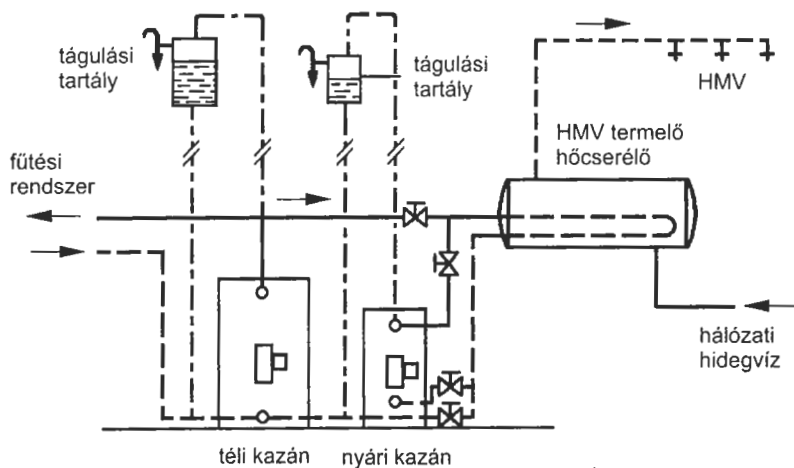 tágulási
tartály
tágulási
tartály
HMV
HMV termelő
hőcserélő
fűtési
rendszer
hálózati
hidegvíz
téli kazán
nyári kazán